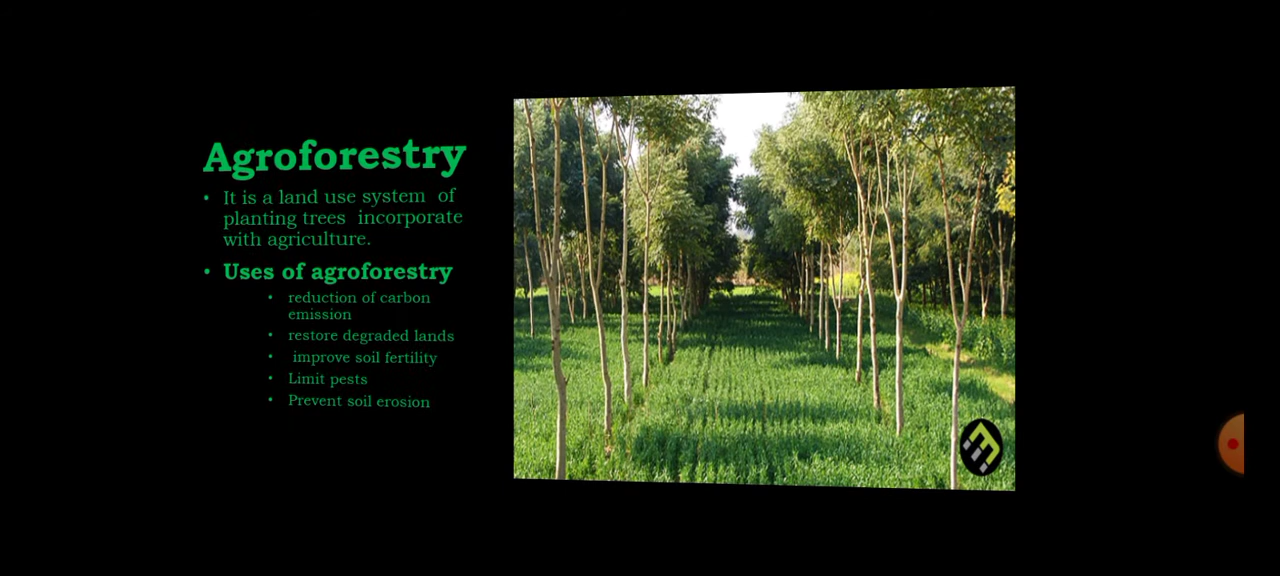 Agroforestry
• It is a land use system of
planting trees incorporate
with agriculture.
• Uses of agroforestry
• reduction of carbon
emission
• restore degraded lands
• improve soil fertility
• Limit pests
• Prevent soil erosion